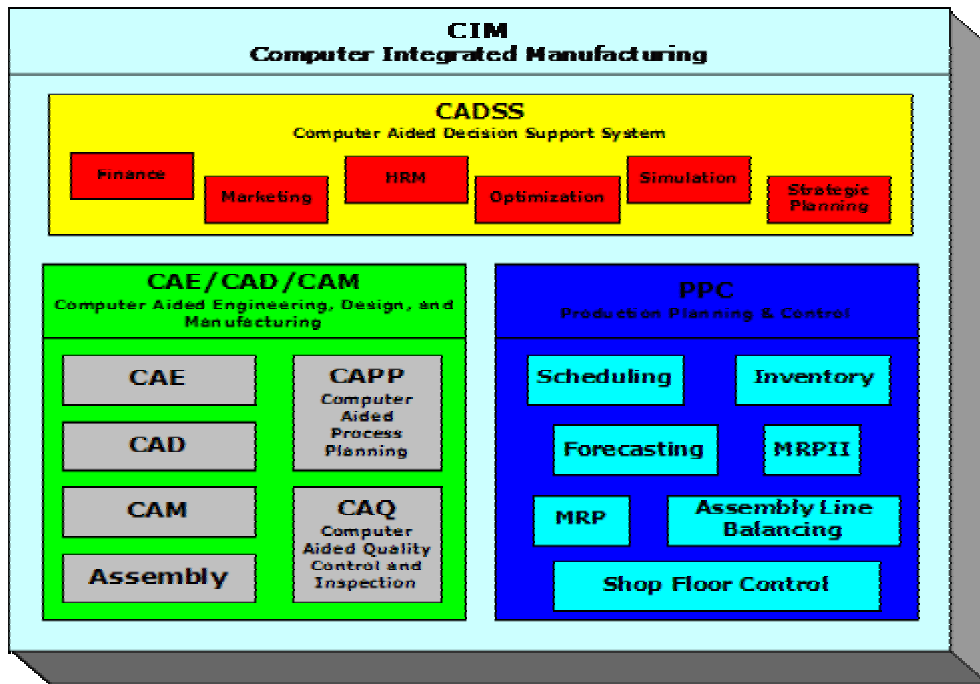 CIM
Computer Integrated Manufacturing
CADSS
Computer Aided Decision Support System
Finance
Marketing
HRM
Optimization
Simulation
Strategic
Planning
CAE/CAD/CAM
Computer Aided Engineering, Design, and
Manufacturing
CAE
CAD
CAM
Assembly
CAPP
Computer
Aided
Process
Planning
CAQ
Computer
Aided Quality
Control and
Inspection
PPC
Production Planning & Control
Scheduling
Inventory
Forecasting
MRPII
MRP
Assembly Line
Balancing
Shop Floor Control